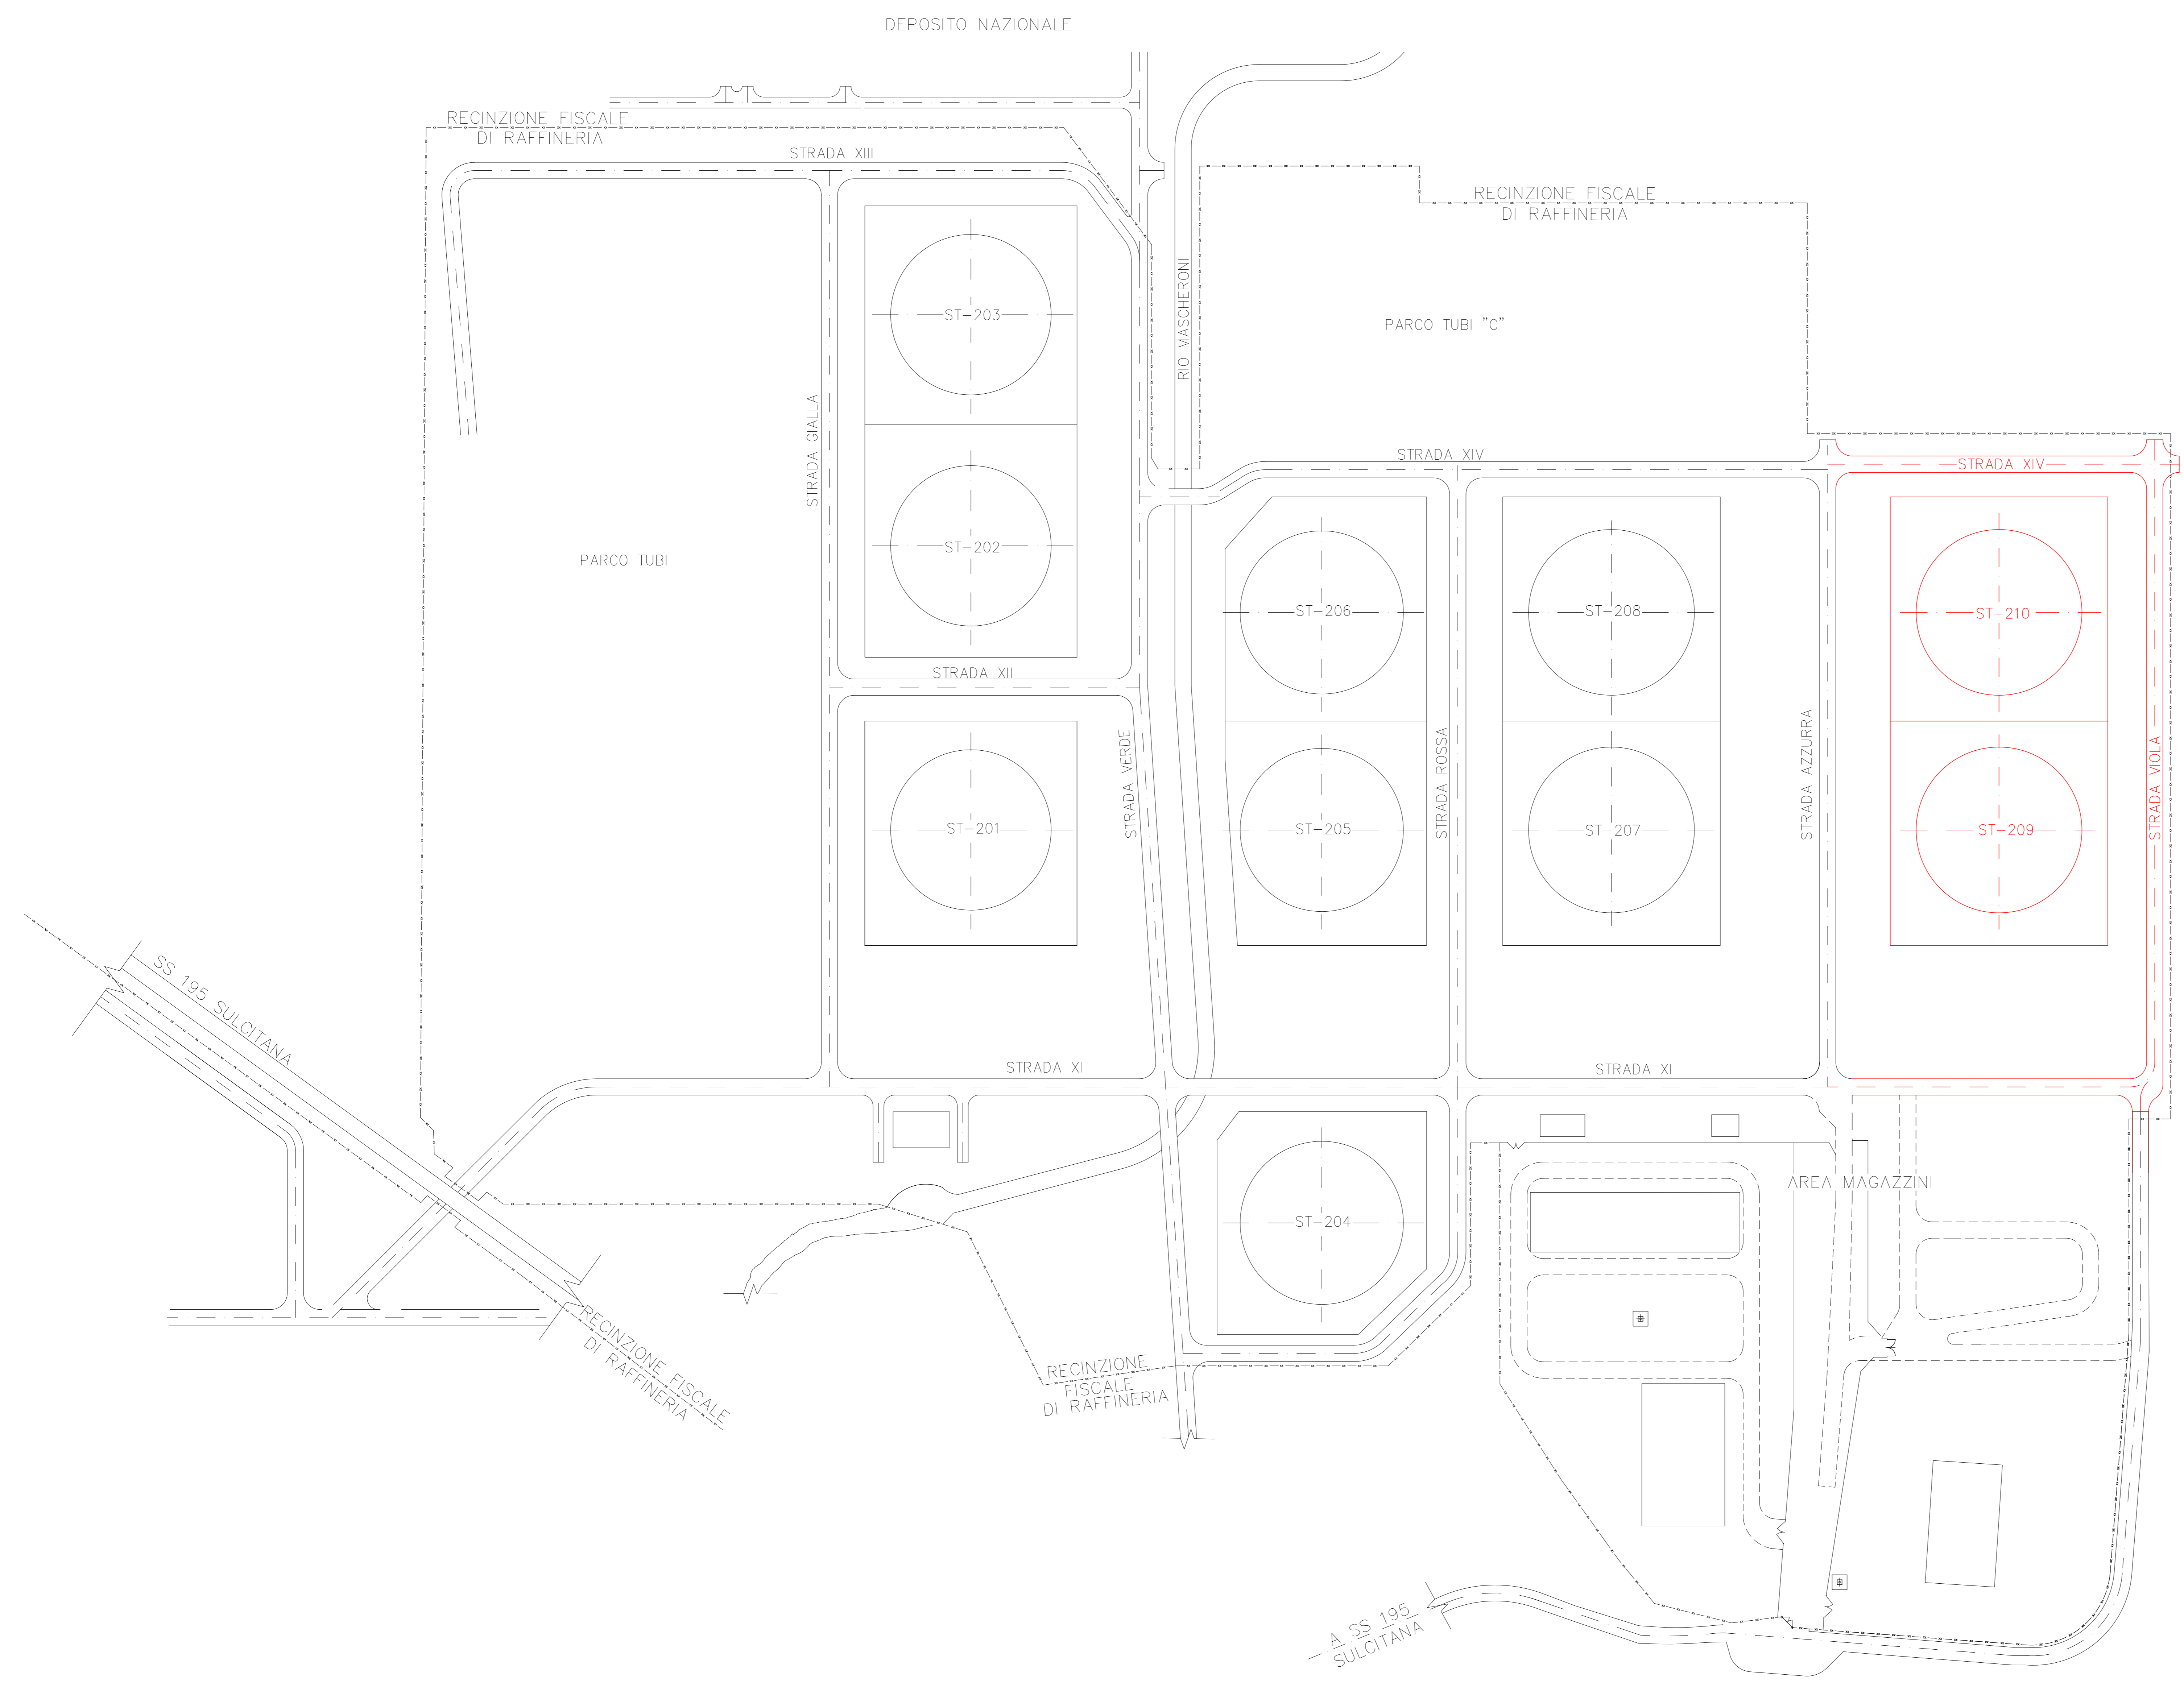 DEPOSITO NAZIONALE
RECINZIONE FISCALE
DI RAFFINERIA
STRADA XIII
RECINZIONE FISCALE
DI RAFFINERIA
RIO MASCHERONI
ST-203
PARCO TUBI "C"
STRADA GIALLA
STRADA XIV
STRADA XIV
ST-202
PARCO TUBI
ST-206
ST-208
ST-210
STRADA XII
STRADA VERDE
STRADA ROSSA
STRADA AZZURRA
STRADA VIOLA
ST-201
ST-205
ST-207
ST-209
SS 195 SULCITANA
STRADA XI
STRADA XI
AREA MAGAZZINI
ST-204
RECINZIONE FISCALE
DI RAFFINERIA
RECINZIONE
FISCALE
DI RAFFINERIA
A SS 195
SULCITANA